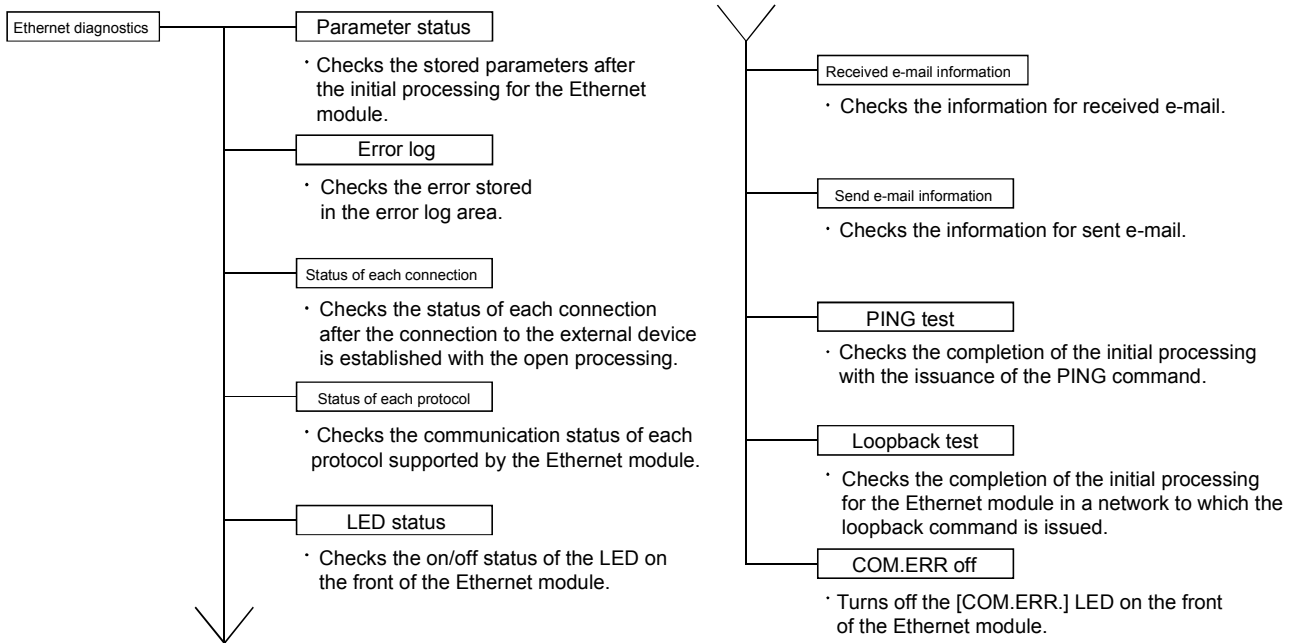 Ethernet diagnostics
Parameter status
· Checks the stored parameters after
the initial processing for the Ethernet
module.
Error log
· Checks the error stored
in the error log area.
Status of each connection
· Checks the status of each connection
after the connection to the external device
is established with the open processing.
Status of each protocol
· Checks the communication status of each
protocol supported by the Ethernet module.
LED status
· Checks the on/off status of the LED on
the front of the Ethernet module.
Received e-mail information
· Checks the information for received e-mail.
Send e-mail information
· Checks the information for sent e-mail.
PING test
· Checks the completion of the initial processing
with the issuance of the PING command.
Loopback test
· Checks the completion of the initial processing
for the Ethernet module in a network to which the
loopback command is issued.
COM.ERR off
· Turns off the [COM.ERR.] LED on the front
of the Ethernet module.